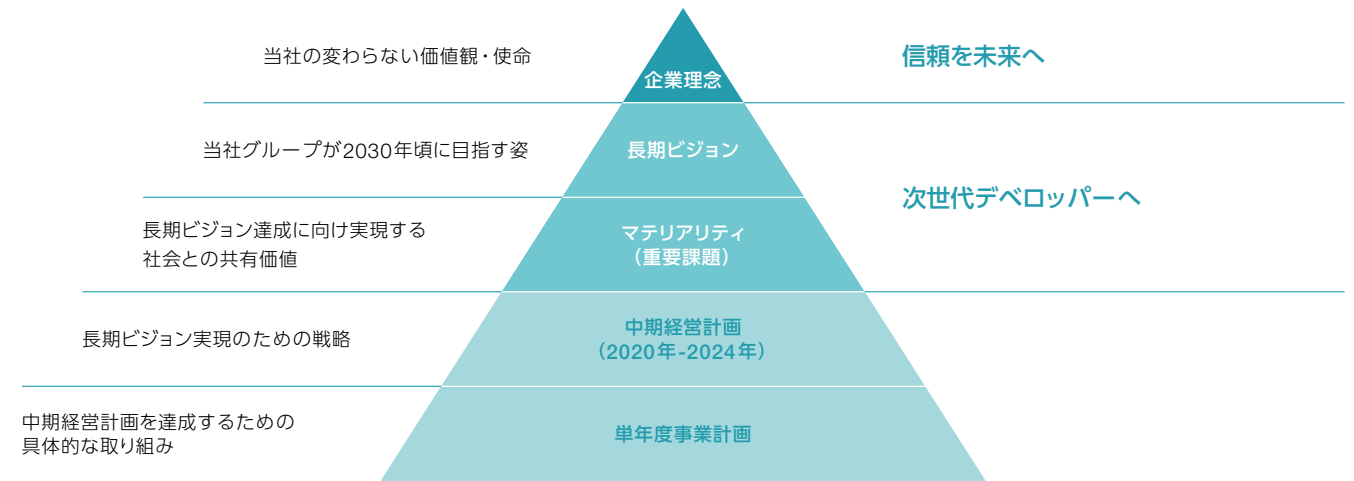 当社の変わらない価値観・使命
企業理念
信頼を未来へ
当社グループが2030年頃に目指す姿
長期ビジョン
次世代デベロッパーへ
長期ビジョン達成に向け実現する
社会との共有価値
マテリアリティ
（重要課題）
長期ビジョン実現のための戦略
中期経営計画
（2020年-2024年）
中期経営計画を達成するための
具体的な取り組み
単年度事業計画